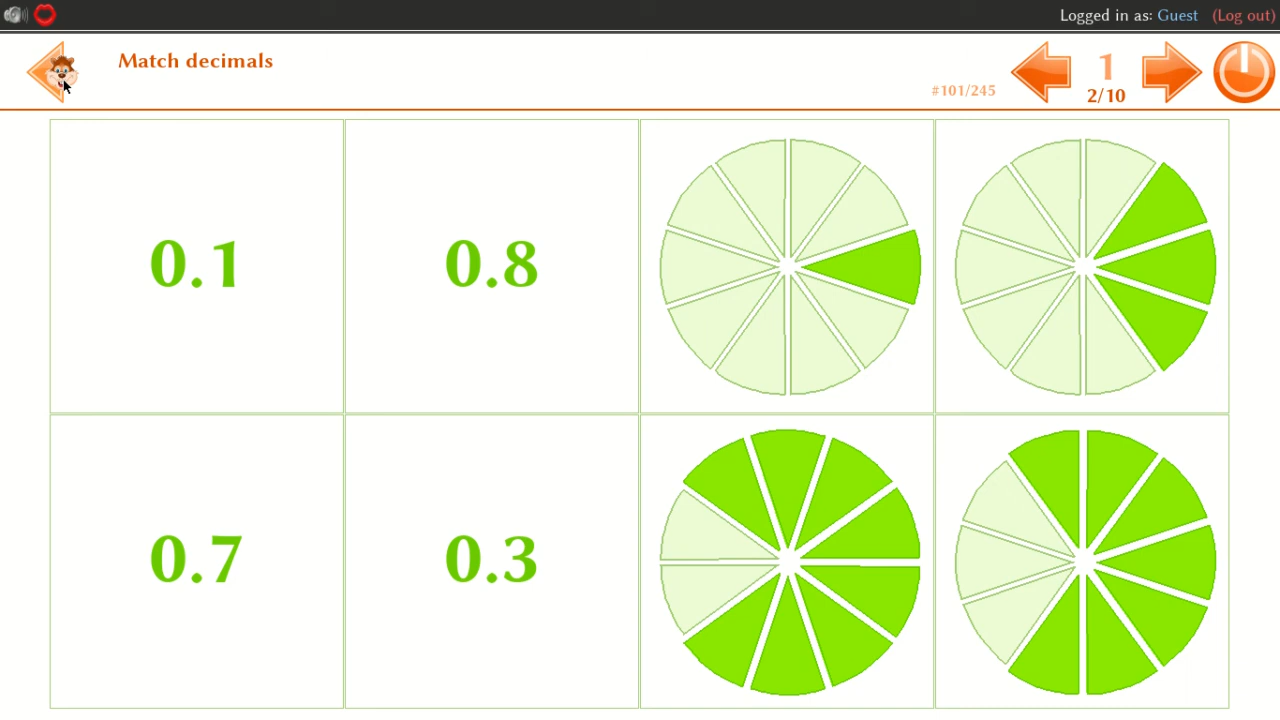 Logged in as: Guest (Log out)
Match decimals
#101/245
1
2/10
0.1 0.8
0.7 0.3